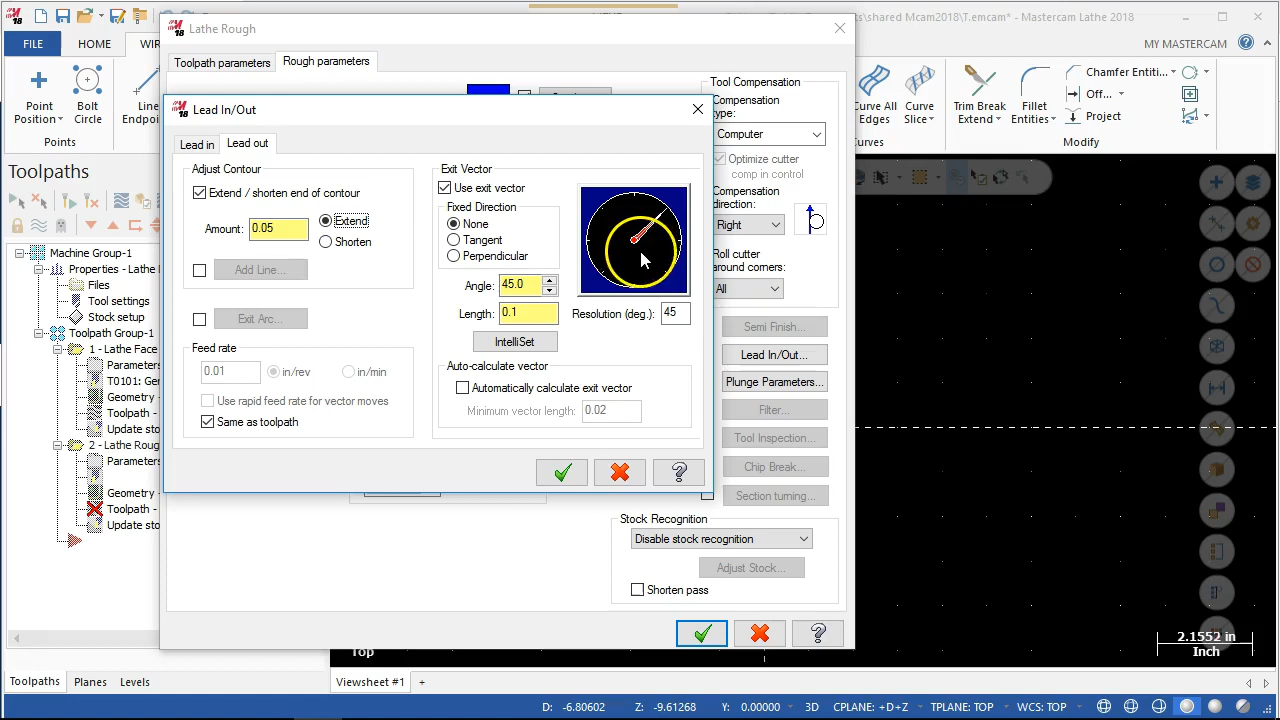 ts\shared Mcam2018\T.emcam* - Mastercam Lathe 2018
FILE
HOME
MY MASTERCAM
Point
Position
Bolt
Circle
Line
Endpoin
Points
Curve All
Edges
Curve
Slice
Curves
Trim Break
Extend
Fillet
Entities
Chamfer Entiti...
Off...
Project
Modify
Lathe Rough
Toolpath parameters
Rough parameters
Lead In/Out
Lead in
Lead out
Adjust Contour
Extend / shorten end of contour
Amount:
0.05
Extend
Shorten
Add Line...
Exit Arc...
Feed rate
0.01
in/rev
in/min
Use rapid feed rate for vector moves
Same as toolpath
Exit Vector
Use exit vector
Fixed Direction
None
Tangent
Perpendicular
Angle:
45.0
Length:
0.1
Resolution (deg.):
45
IntelliSet
Auto-calculate vector
Automatically calculate exit vector
Minimum vector length:
0.02
Tool Compensation
Compensation
type:
Computer
Optimize cutter
comp in control
Compensation
direction:
Right
Roll cutter
around corners:
All
Semi Finish...
Lead In/Out...
Plunge Parameters...
Filter...
Tool Inspection...
Chip Break...
Section turning...
Stock Recognition
Disable stock recognition
Adjust Stock...
Shorten pass
Toolpaths
Machine Group-1
Properties - Lathe
Files
Tool settings
Stock setup
Toolpath Group-1
1 - Lathe Face
Parameters
T0101: Ger
Geometry -
Toolpath -
Update sto
2 - Lathe Roug
Parameters
Geometry -
Toolpath -
Update sto
Top
2.1552 in
Inch
Toolpaths
Planes
Levels
Viewsheet #1
+
D: -6.80602
Z: -9.61268
Y: 0.00000
3D
CPLANE: +D+Z
TPLANE: TOP
WCS: TOP